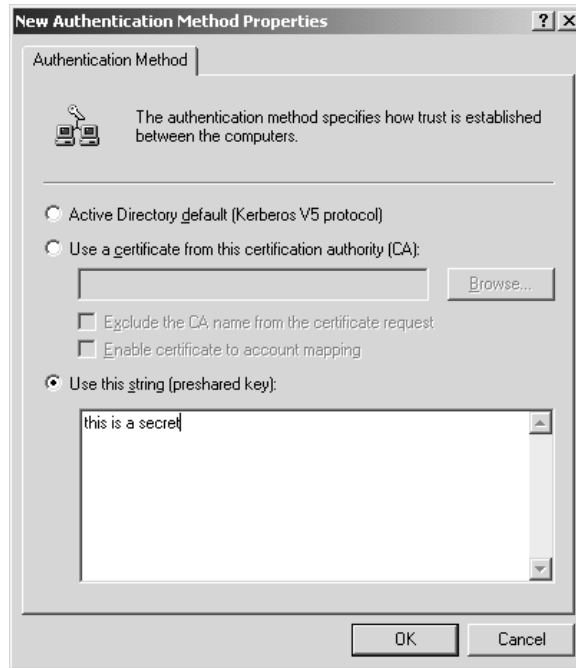 New Authentication Method Properties
Authentication Method
The authentication method specifies how trust is established
between the computers.
Active Directory default (Kerberos V5 protocol)
Use a certificate from this certification authority (CA):
Browse...
Exclude the CA name from the certificate request
Enable certificate to account mapping
Use this string (preshared key):
this is a secret
OK Cancel